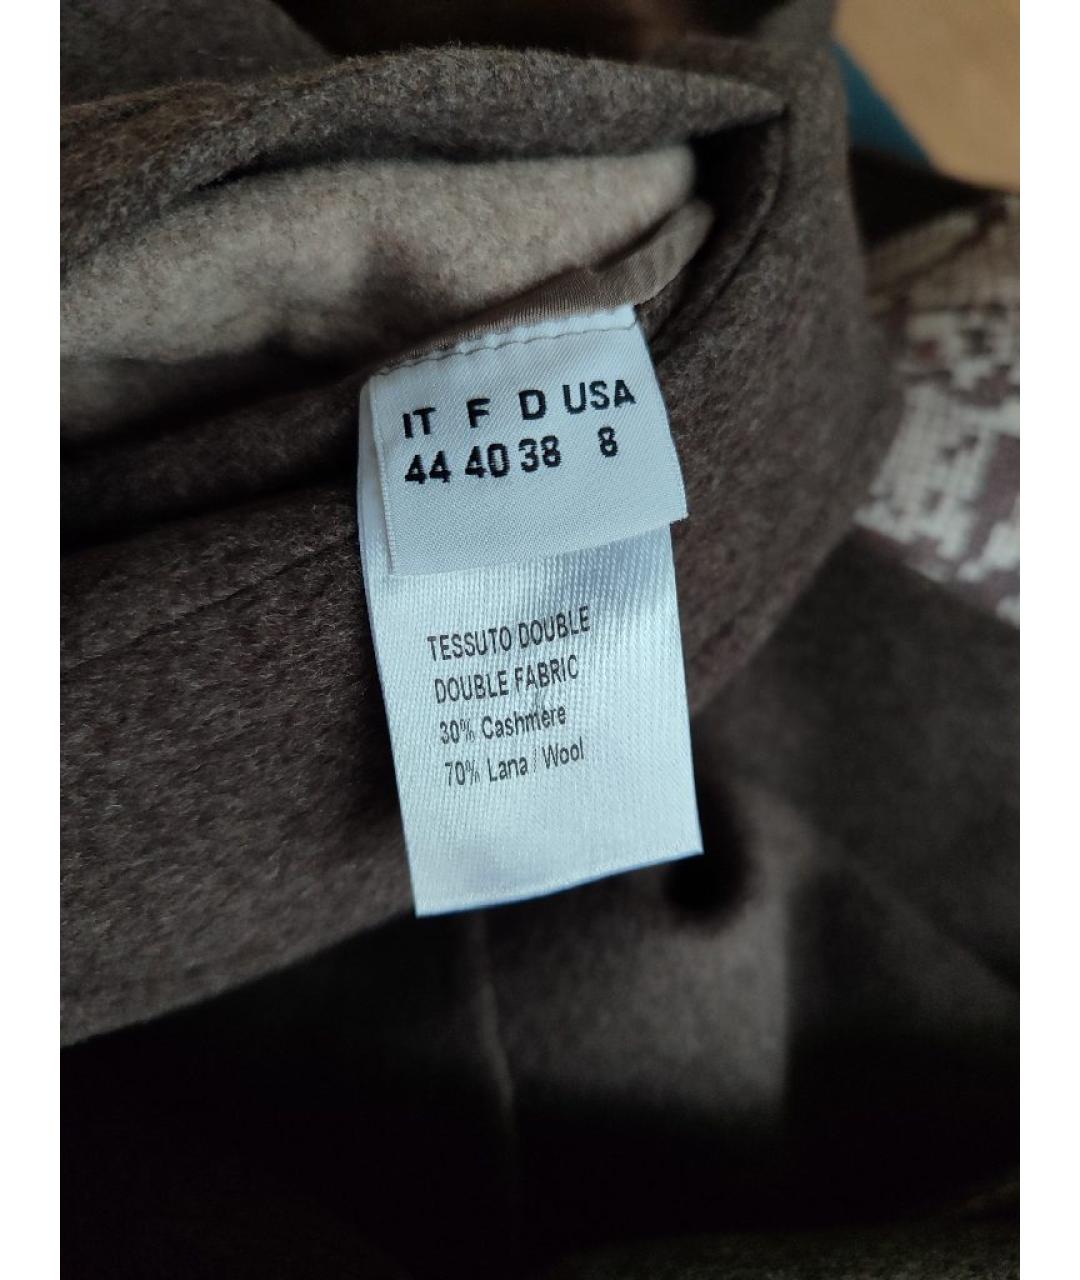 IT F D USA
44 40 38 8
TESSUTO DOUBLE
DOUBLE FABRIC
30% Cashmere
70% Lana / Wool